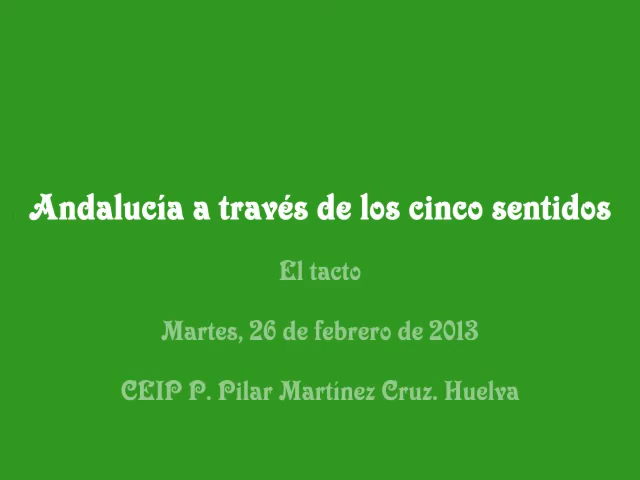 Andalucía a través de los cinco sentidos
El tacto
Martes, 26 de febrero de 2013
CEIP P. Pilar Martínez Cruz. Huelva